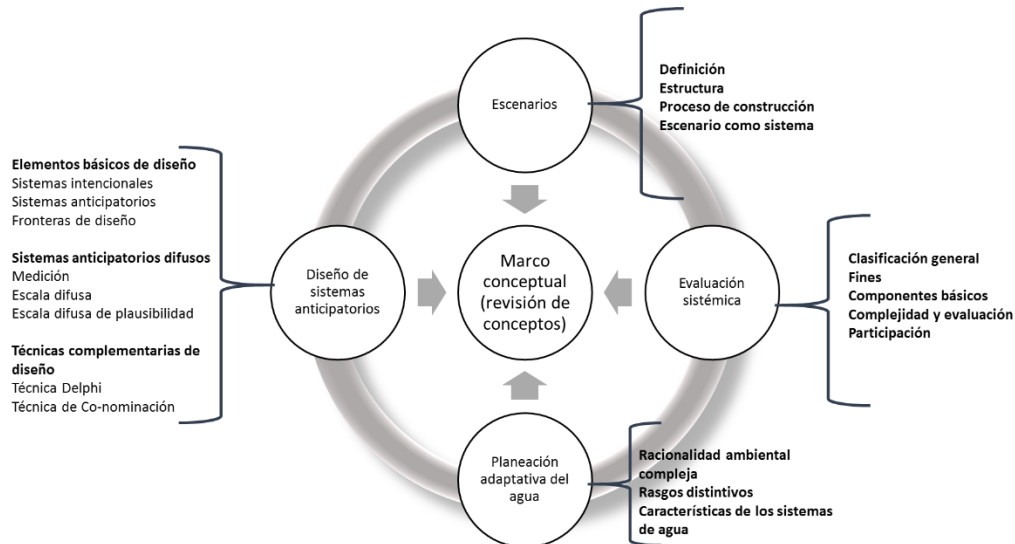 Escenarios
Definición
Estructura
Proceso de construcción
Escenario como sistema
Elementos básicos de diseño
Sistemas intencionales
Sistemas anticipatorios
Fronteras de diseño
Sistemas anticipatorios difusos
Medición
Escala difusa
Escala difusa de plausibilidad
Técnicas complementarias de
diseño
Técnica Delphi
Técnica de Co-nominación
Diseño de
sistemas
anticipatorios
Marco
conceptual
(revisión de
conceptos)
Evaluación
sistémica
Clasificación general
Fines
Componentes básicos
Complejidad y evaluación
Participación
Planeación
adaptativa del
agua
Racionalidad ambiental
compleja
Rasgos distintivos
Características de los sistemas
de agua